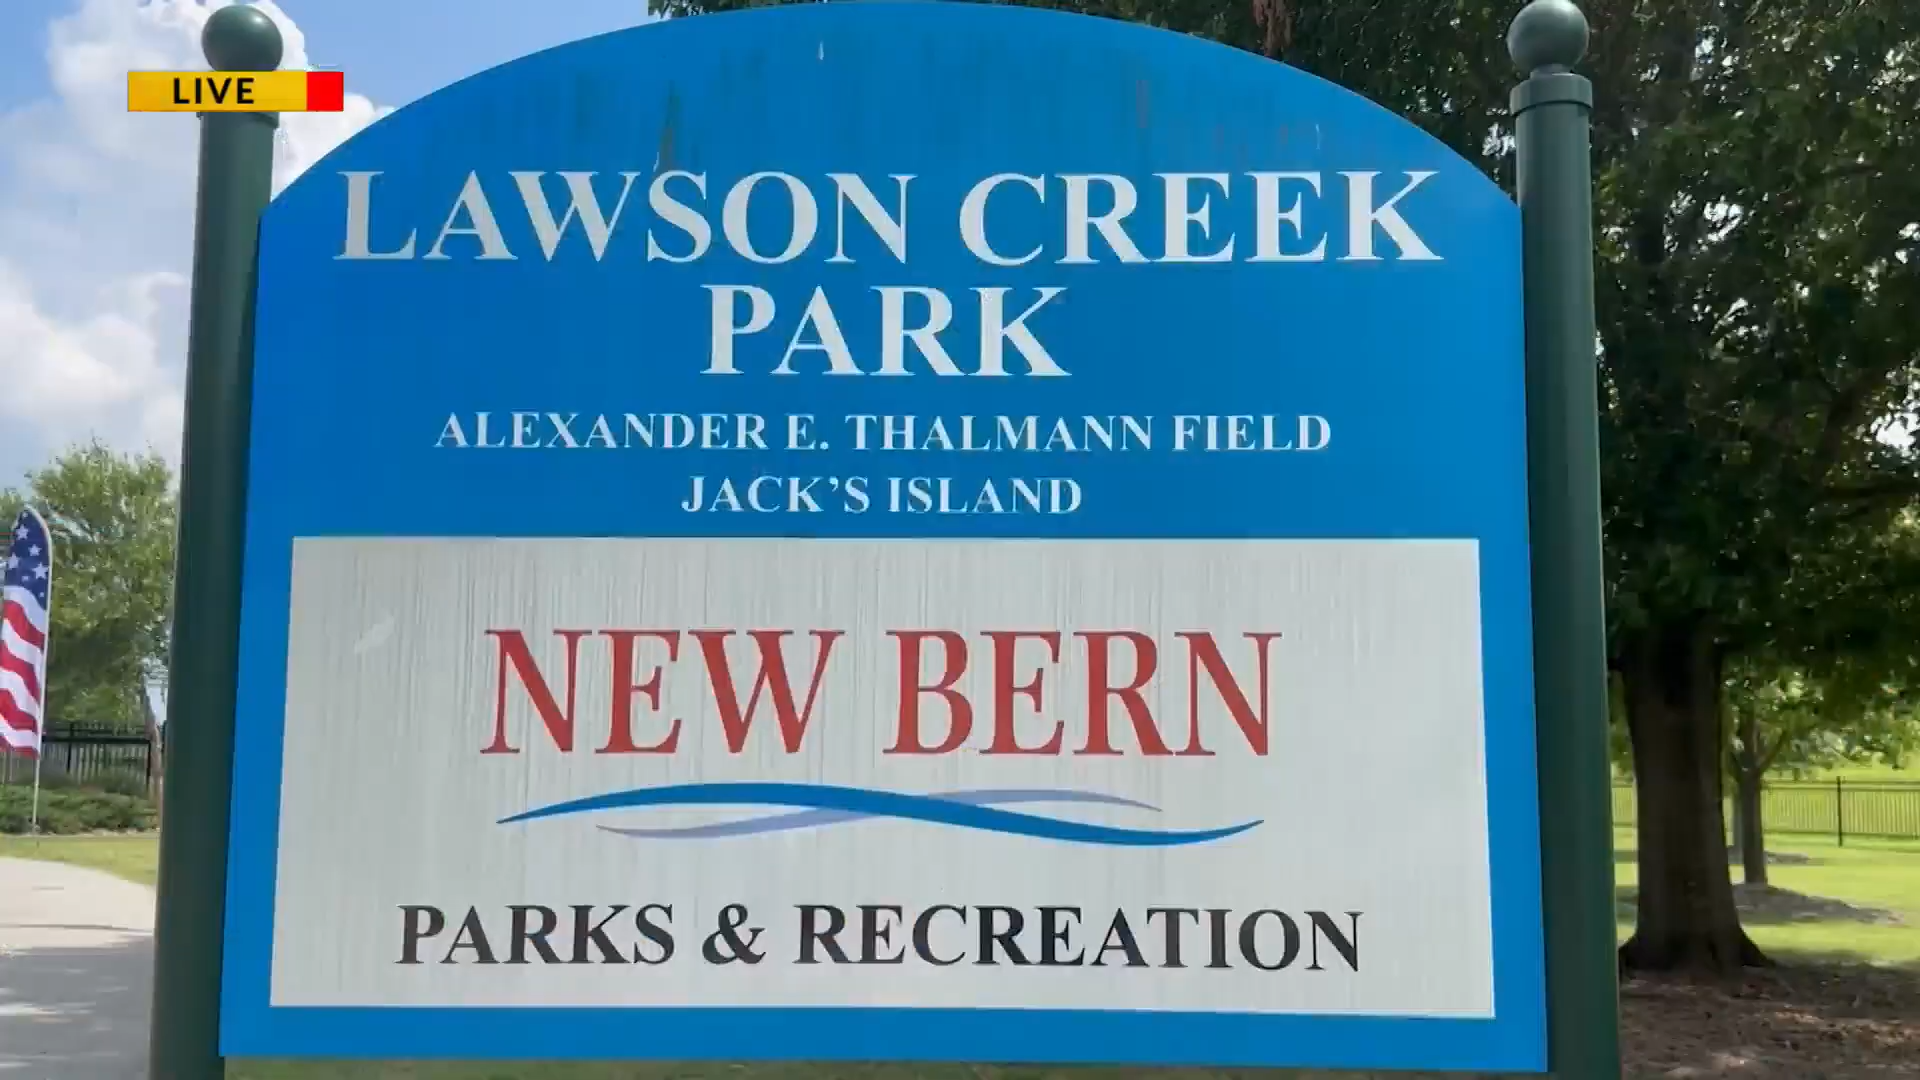 LIVE
LAWSON CREEK
PARK
ALEXANDER E. THALMANN FIELD
JACK'S ISLAND
NEW BERN
PARKS & RECREATION